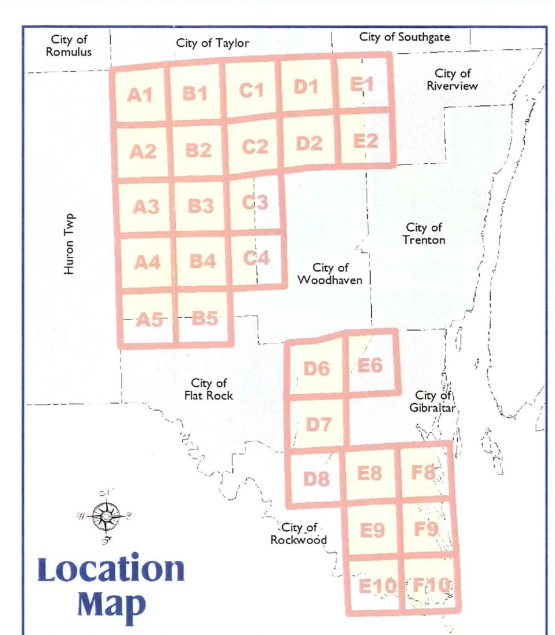 City of
Romulus
City of Taylor
City of Southgate
City of
Riverview
A1 B1 C1 D1 E1
A2 B2 C2 D2 E2
A3 B3 C3
City of
Trenton
Huron Twp
A4 B4 C4
City of
Woodhaven
A5 B5
D6 E6
City of
Flat Rock
City of
Gibraltar
D7
D8 E8 F8
City of
Rockwood
E9 F9
E10 F10
Location
Map